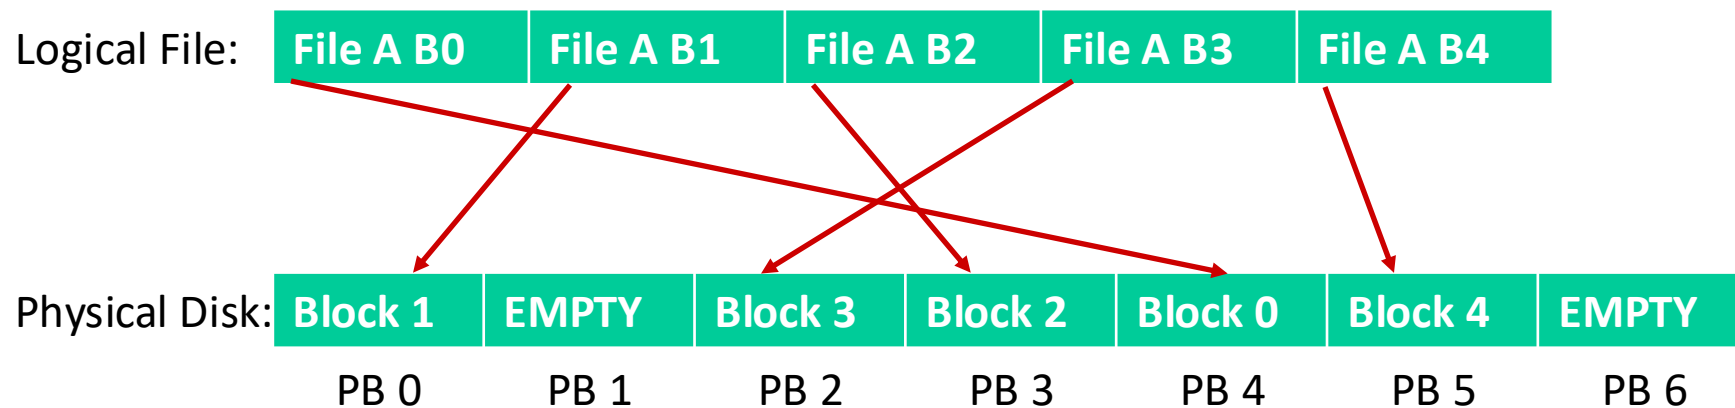 Logical File: File A B0 File A B1 File A B2 File A B3 File A B4
Physical Disk: Block 1 EMPTY Block 3 Block 2 Block 0 Block 4 EMPTY
PB 0 PB 1 PB 2 PB 3 PB 4 PB 5 PB 6